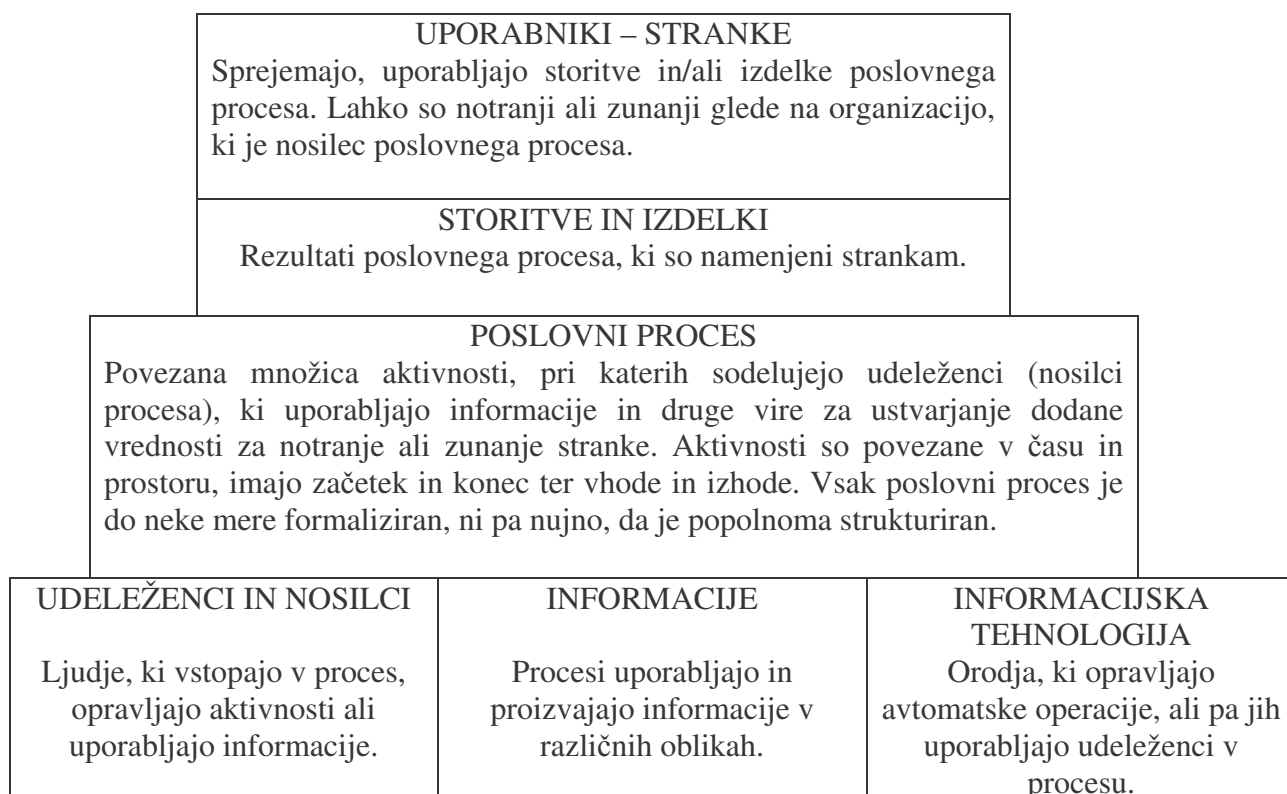 UPORABNIKI – STRANKE
Sprejemajo, uporabljajo storitve in/ali izdelke poslovnega
procesa. Lahko so notranji ali zunanji glede na organizacijo,
ki je nosilec poslovnega procesa.
STORITVE IN IZDELKI
Rezultati poslovnega procesa, ki so namenjeni strankam.
POSLOVNI PROCES
Povezana množica aktivnosti, pri katerih sodelujejo udeleženci (nosilci
procesa), ki uporabljajo informacije in druge vire za ustvarjanje dodane
vrednosti za notranje ali zunanje stranke. Aktivnosti so povezane v času in
prostoru, imajo začetek in konec ter vhode in izhode. Vsak poslovni proces je
do neke mere formaliziran, ni pa nujno, da je popolnoma strukturiran.
UDELEŽENCI IN NOSILCI
Ljudje, ki vstopajo v proces,
opravljajo aktivnosti ali
uporabljajo informacije.
INFORMACIJE
Procesi uporabljajo in
proizvajajo informacije v
različnih oblikah.
INFORMACIJSKA
TEHNOLOGIJA
Orodja, ki opravljajo
avtomatske operacije, ali pa jih
uporabljajo udeleženci v
procesu.